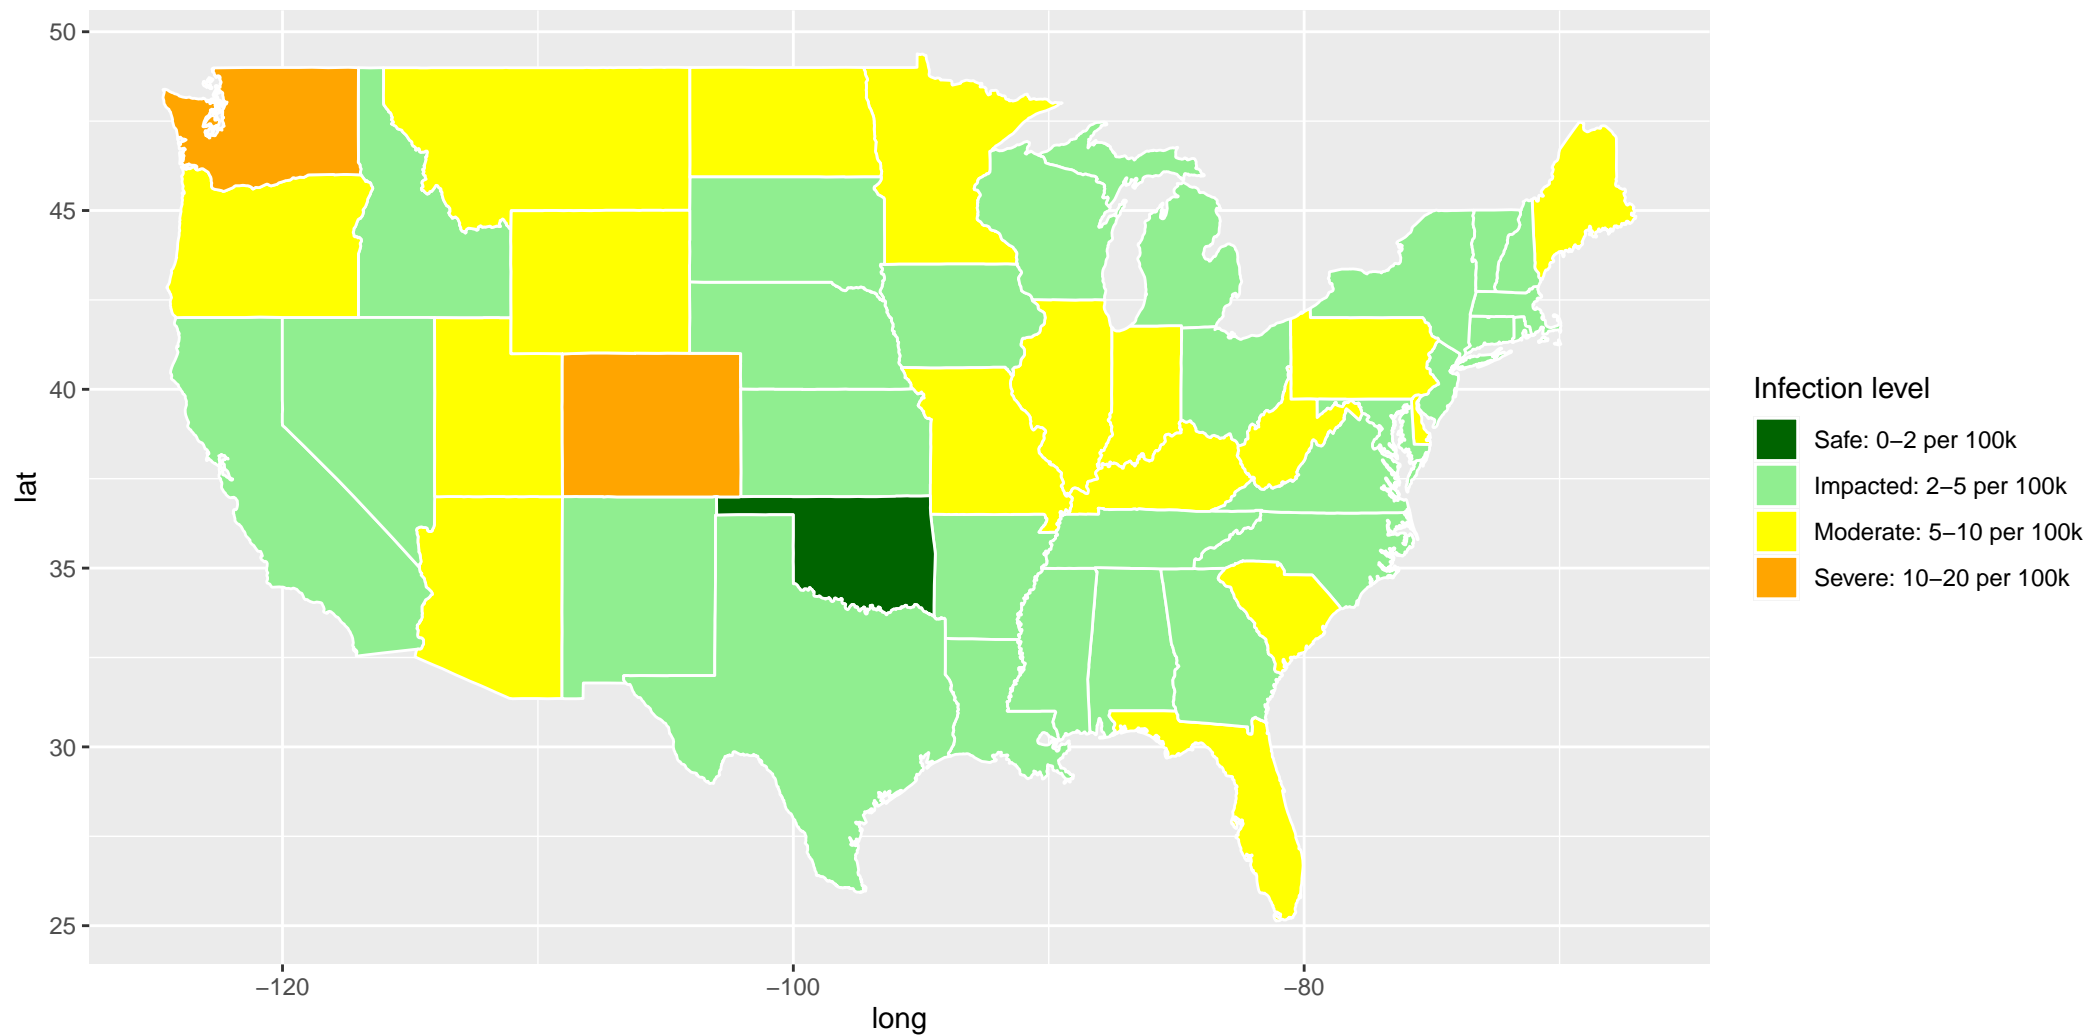 50
45
40
35
30
25
lat
−120
−100
−80
long
Infection level
Safe: 0−2 per 100k
Impacted: 2−5 per 100k
Moderate: 5−10 per 100k
Severe: 10−20 per 100k